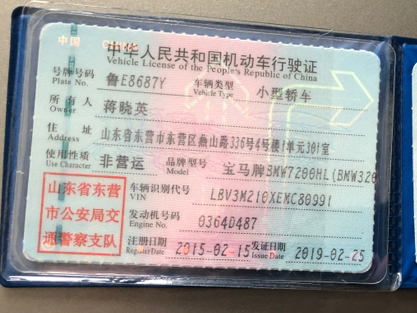 中华人民共和国机动车行驶证
Vehicle License of the People's Republic of China
号牌号码 Plate No. 鲁E8687Y 车辆类型 Vehicle Type 小型轿车
所有人 Owner 蒋晓英
住址 Address 山东省东营市东营区燕山路336号4号楼1单元301室
使用性质 Use Character 非营运 品牌型号 Model 宝马牌BMW7200HL(BMW320
山东省东营市公安局交通警察支队
车辆识别代号 VIN LBV3M210XEMC80991
发动机号码 Engine No. 0364D487
注册日期 Register Date 2015-02-15 发证日期 Issue Date 2019-02-25